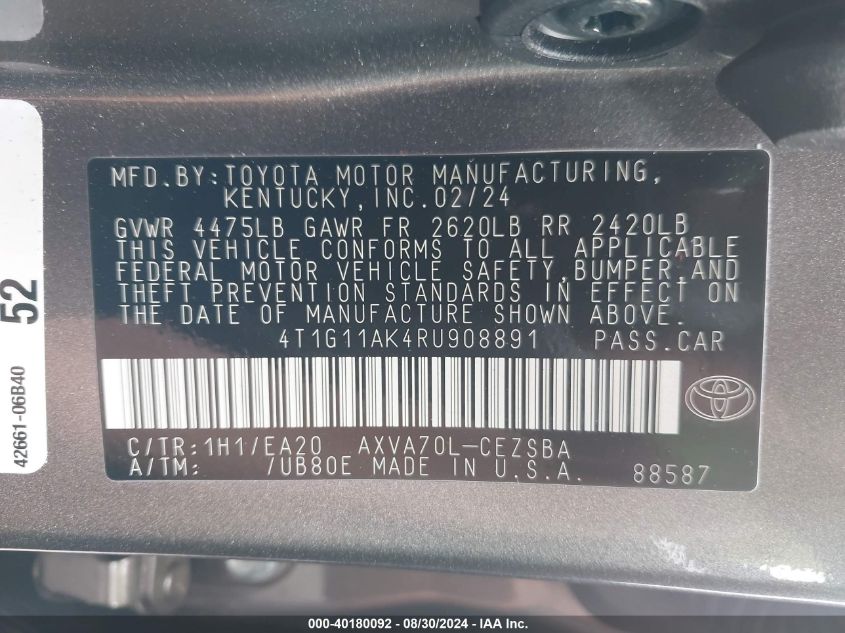 MFD.BY:TOYOTA MOTOR MANUFACTURING,
KENTUCKY,INC.02/24
GVWR 4475LB GAWR FR 2620LB RR 2420LB
THIS VEHICLE CONFORMS TO ALL APPLICABLE
FEDERAL MOTOR VEHICLE SAFETY,BUMPER,AND
THEFT PREVENTION STANDARDS IN EFFECT ON
THE DATE OF MANUFACTURE SHOWN ABOVE.
4T1G11AK4RU908891 PASS.CAR
C/TR:1H1/EA20 AXVA70L-CEZSBA
A/TM: /UB80E MADE IN U.S.A. 88587
52
42661-06B40
000-40180092 - 08/30/2024 - IAA Inc.